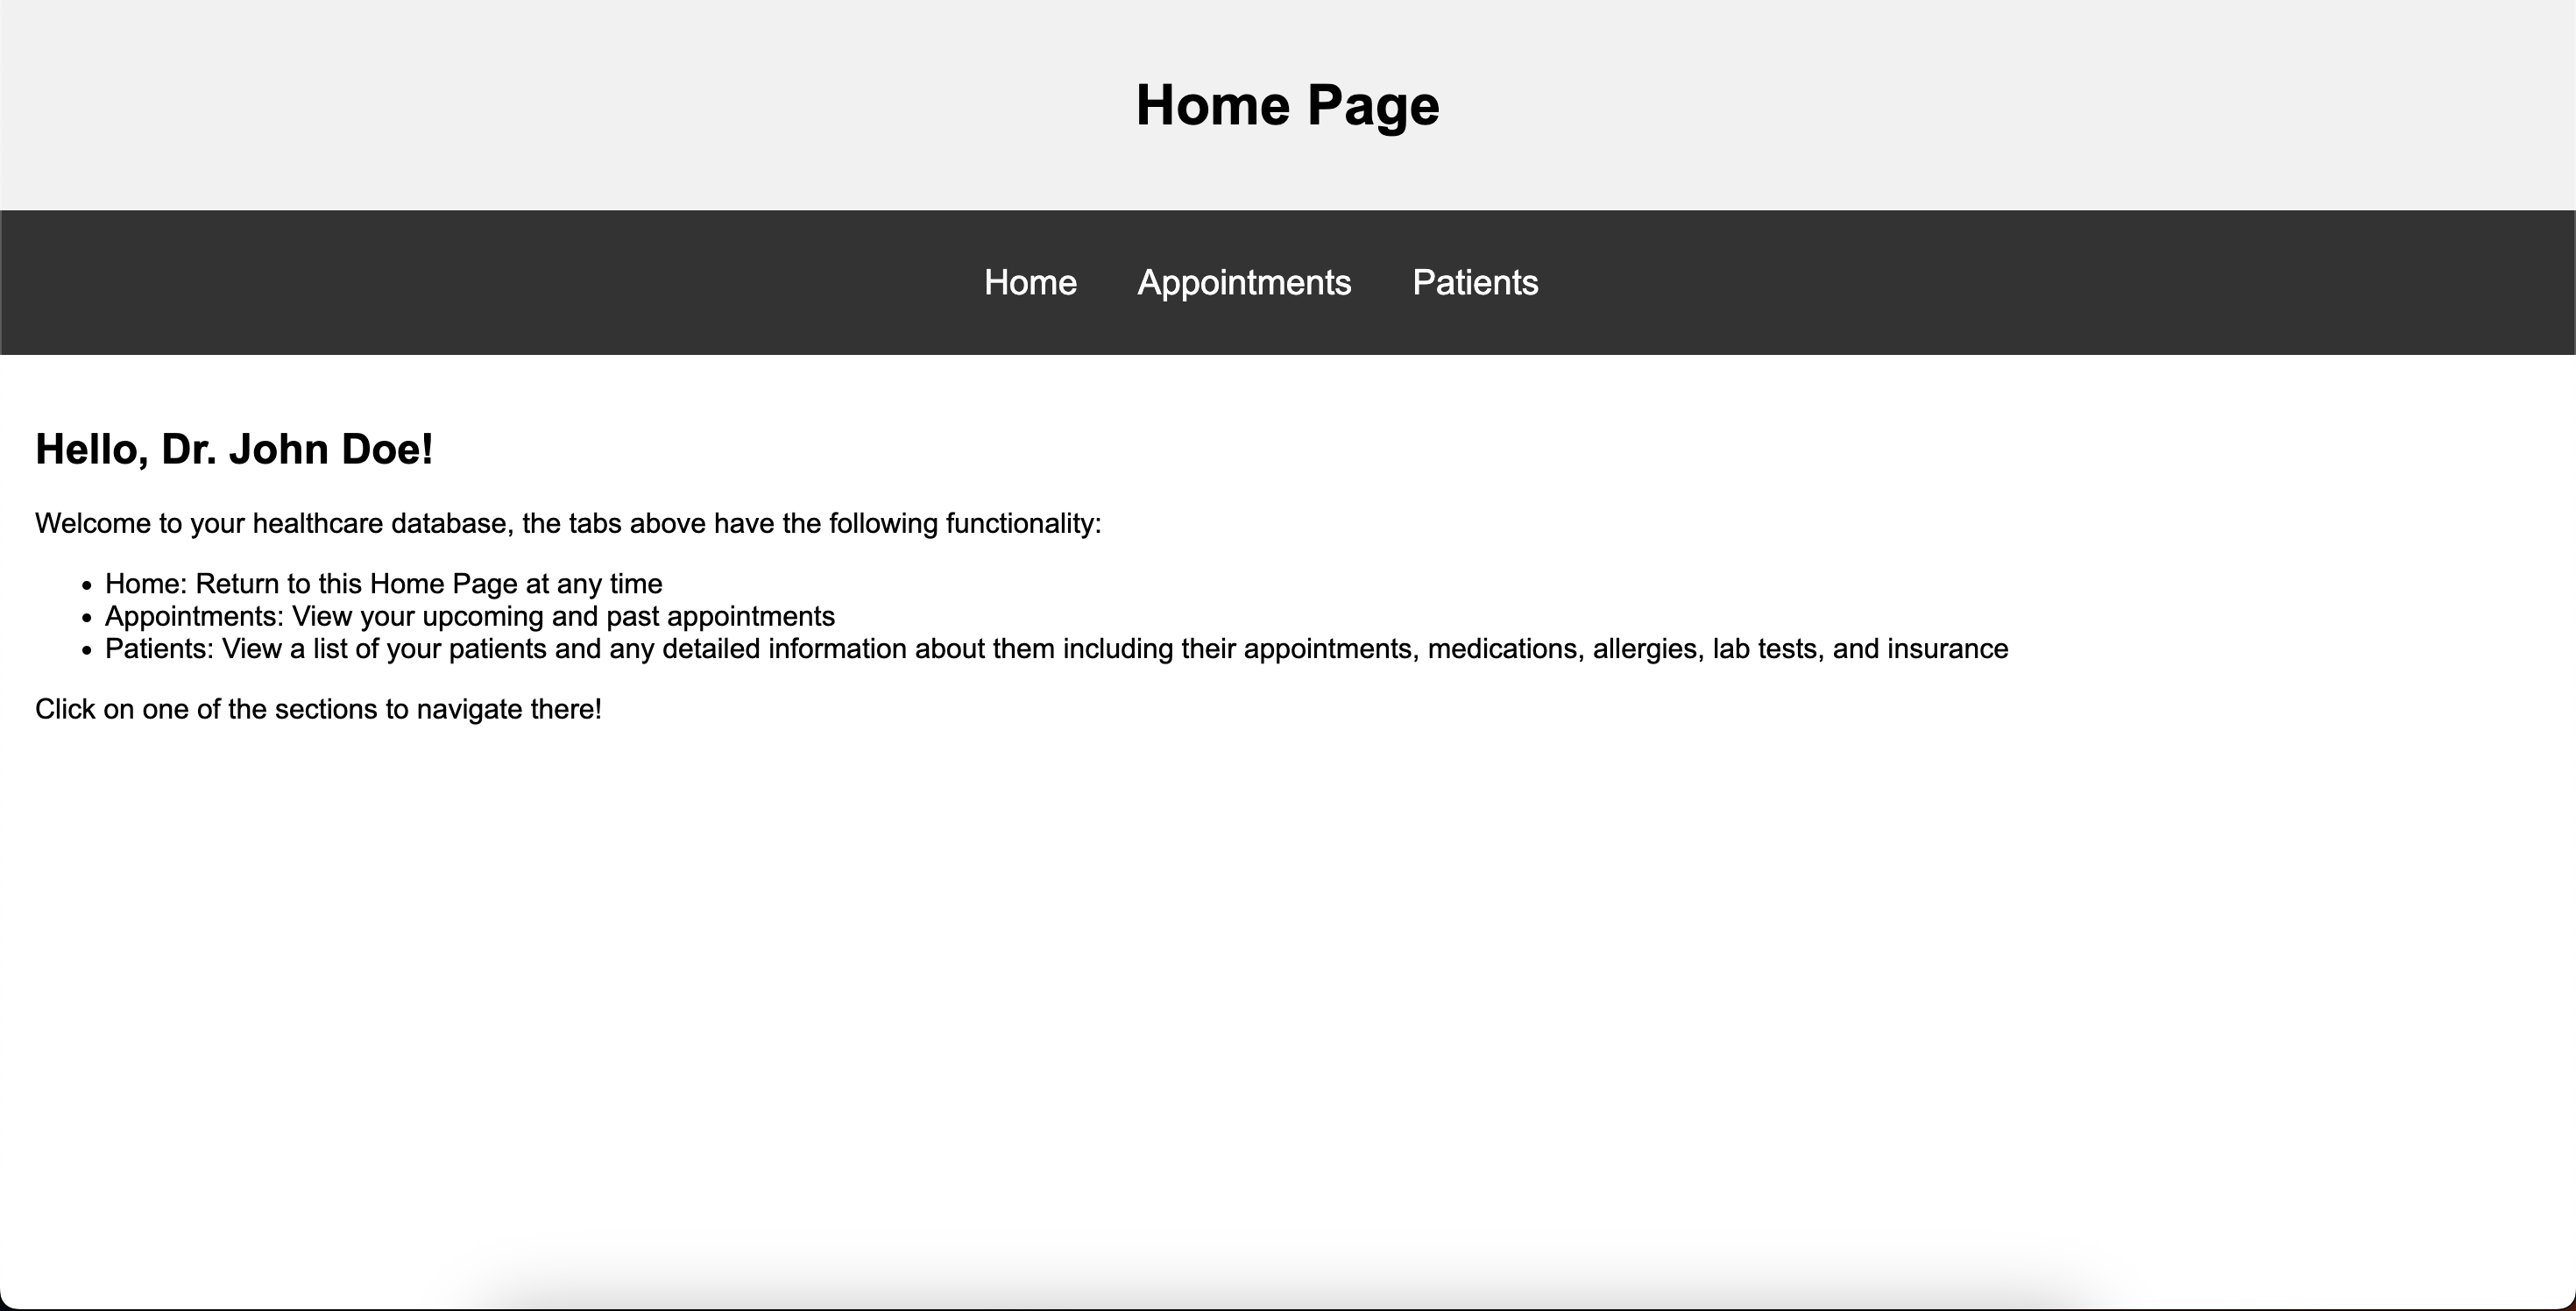 Home Page
Home Appointments Patients
Hello, Dr. John Doe!
Welcome to your healthcare database, the tabs above have the following functionality:
• Home: Return to this Home Page at any time
• Appointments: View your upcoming and past appointments
• Patients: View a list of your patients and any detailed information about them including their appointments, medications, allergies, lab tests, and insurance
Click on one of the sections to navigate there!